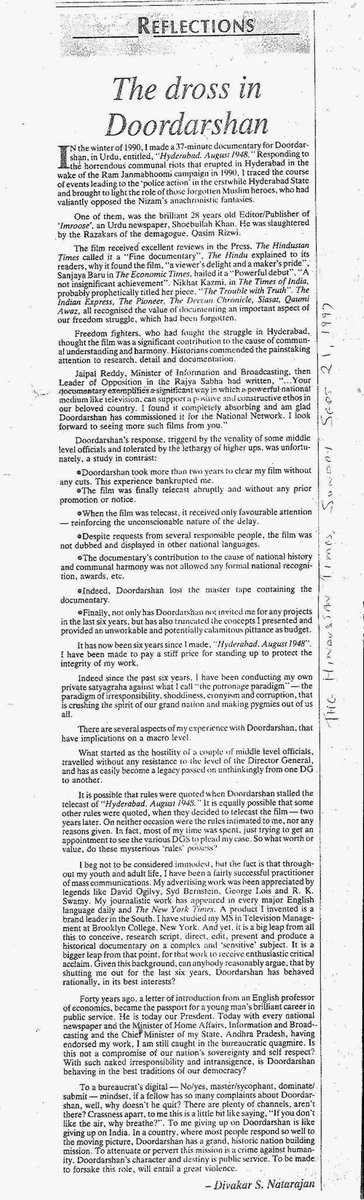 REFLECTIONS
The dross in
Doordarshan
IN the winter of 1990, I made a 37-minute documentary for Doordar-
shan, in Urdu, entitled, "Hyderabad. August 1948." Responding to
the horrendous communal riots that erupted in Hyderabad in the
wake of the Ram Janmabhoomi campaign in 1990, I traced the course
of events leading to the 'police action' in the erstwhile Hyderabad State
and brought to light the role of those forgotten Muslim heroes, who had
valiantly opposed the Nizam's anachronistic fantasies.
One of them, was the brilliant 28 years old Editor/Publisher of
'Imroose', an Urdu newspaper, Shoebullah Khan. He was slaughtered
by the Razakars of the demagogue, Qasim Rizwi.
The film received excellent reviews in the Press. The Hindustan
Times called it a "Fine documentary". The Hindu explained to its
readers, why it found the film, "a viewer's delight and a maker's pride".
Sanjaya Baru in The Economic Times, hailed it a "Powerful debut", "A
not insignificant achievement". Nikhat Kazmi, in The Times of India,
probably prophetically titled her piece, "The Trouble with Truth". The
Indian Express, The Pioneer, The Deccan Chronicle, Siasat, Qaumi
Awaz, all recognised the value of documenting an important aspect of
our freedom struggle, which had been forgotten.
Freedom fighters, who had fought the struggle in Hyderabad,
thought the film was a significant contribution to the cause of commun-
al understanding and harmony. Historians commended the painstaking
attention to research, detail and documentation.
Jaipal Reddy, Minister of Information and Broadcasting, then
Leader of Opposition in the Rajya Sabha had written, "...Your
documentary exemplifies a significant way in which a powerful national
medium like television, can support a positive and constructive ethos in
our beloved country. I found it completely absorbing and am glad
Doordarshan has commissioned it for the National Network. I look
forward to seeing more such films from you."
Doordarshan's response, triggerd by the venality of some middle
level officials and tolerated by the lethargy of higher ups, was unfortu-
nately, a study in contrast:
●Doordarshan took more than two years to clear my film without
any cuts. This experience bankrupted me.
●The film was finally telecast abruptly and without any prior
promotion or notice.
●When the film was telecast, it received only favourable attention
— reinforcing the unconscionable nature of the delay.
●Despite requests from several responsible people, the film was
not dubbed and displayed in other national languages.
●The documentary's contribution to the cause of national history
and communal harmony was not allowed any formal recogni-
tion, awards, etc.
●Indeed, Doordarshan lost the master tape containing the
documentary.
●Finally, not only has Doordarshan not invited me for any projects
in the last six years, but has also truncated the concepts I presented and
provided an unworkable and potentially calamitous pittance as budget.
It has now been six years since I made, "Hyderabad. August 1948".
I have been made to pay a stiff price for standing up to protect the
integrity of my work.
Indeed since the past six years, I have been conducting my own
private satyagraha against what I call "the patronage paradigm" — the
paradigm of irresponsibility, shoddiness, cronyism and corruption, that
is crushing the spirit of our grand nation and making pygmies out of us
all.
There are several aspects of my experience with Doordarshan, that
have implications on a macro level.
What started as the hostility of a couple of middle level officials,
travelled without any resistance to the level of the Director General,
and has as easily become a legacy passed on unthinkingly from one DG
to another.
It is possible that rules were quoted when Doordarshan stalled the
telecast of "Hyderabad. August 1948." It is equally possible that some
other rules were quoted, when they decided to telecast the film — two
years later. On neither occasion were the rules intimated to me, nor any
reasons given. In fact, most of my time was spent, just trying to get an
appointment to see the various DGS to plead my case. So what worth or
value, do these mysterious 'rules' possess?
I beg not to be considered immodest, but the fact is that through-
out my youth and adult life, I have been a fairly successful practitioner
of mass communications. My advertising work has been appreciated by
legends like David Ogilvy, Syd Bernstein, George Lois and R. K.
Swamy. My journalistic work has appeared in every major English
language daily and The New York Times. A product I invented is a
brand leader in the South. I have studied my MS in Television Manage-
ment at Brooklyn College, New York. And yet, it is a big leap from all
this to conceive, research, script, direct, edit, present and produce a
historical documentary on a complex and 'sensitive' subject. It is a
bigger leap from that point, for that work to receive enthusiastic critical
acclaim. Given this background, can anybody reasonably argue, that by
shutting me out for the last six years, Doordarshan has behaved
rationally, in its best interests?
Forty years ago, a letter of introduction from an English professor
of economics, became the passport for a young man's brilliant career in
public service. He is today our President. Today with every national
newspaper and the Minister of Home Affairs, Information and Broad-
casting and the Chief Minister of my State, Andhra Pradesh, having
endorsed my work, I am still caught in the bureaucratic quagmire. Is
this not a compromise of our nation's sovereignty and self respect?
With such naked irresponsibility and intransigence, is Doordarshan
behaving in the best traditions of our democracy?
To a bureaucrat's digital — No/yes, master/sycophant, dominate/
submit — mindset, if a fellow has so many complaints about Doordar-
shan, well, why doesn't he quit? There are plenty of channels, aren't
there? Crassness apart, to me this is a little bit like saying, "If you don't
like the air, why breathe?". To me giving up on Doordarshan is like
giving up on India. In a country, where most people respond so well to
the moving picture, Doordarshan has a grand, historic nation building
mission. To attenuate or pervert this mission is a crime against human-
ity. Doordarshan's character and destiny is public service. To be made
to forsake this role, will entail a great violence.
– Divakar S. Natarajan
THE HINDUSTAN TIMES, SUNDAY SEPT 21, 1997